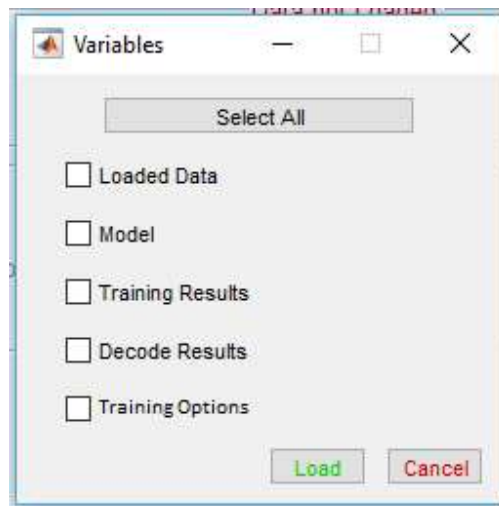 Variables
Select All
Loaded Data
Model
Training Results
Decode Results
Training Options
Load Cancel